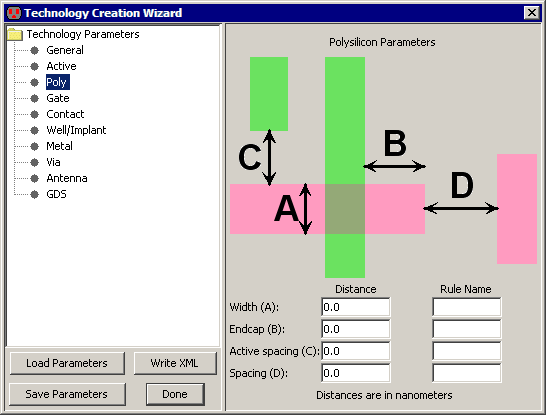 Technology Creation Wizard
Technology Parameters
General
Active
Poly
Gate
Contact
Well/Implant
Metal
Via
Antenna
GDS
Load Parameters
Write XML
Save Parameters
Done
Polysilicon Parameters
B
C
D
A
Distance Rule Name
Width (A): 0.0
Endcap (B): 0.0
Active spacing (C): 0.0
Spacing (D): 0.0
Distances are in nanometers